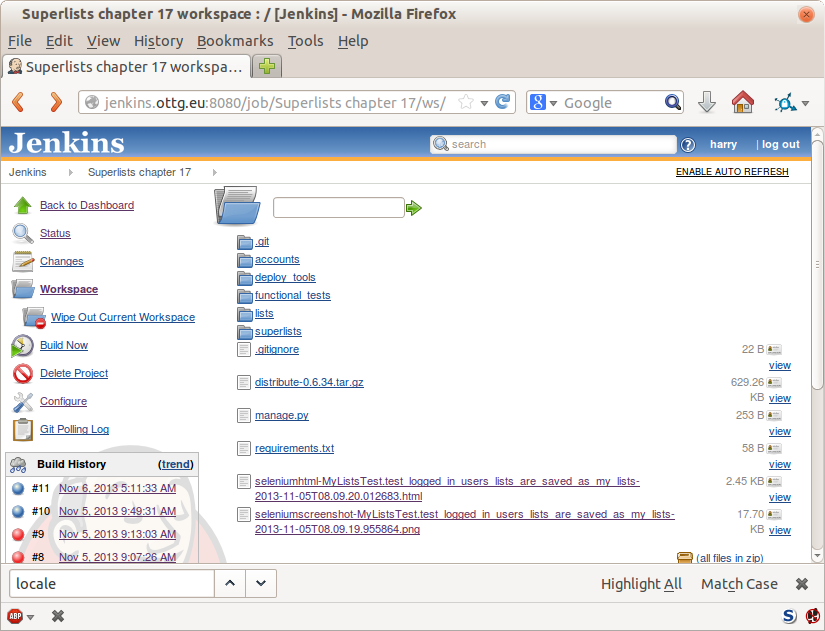 Superlists chapter 17 workspace : / [Jenkins] - Mozilla Firefox
File Edit View History Bookmarks Tools Help
Superlists chapter 17 workspa...
jenkins.ottg.eu:8080/job/Superlists chapter 17/ws/ Google
Jenkins search harry | log out
Jenkins Superlists chapter 17 ENABLE AUTO REFRESH
Back to Dashboard
Status
Changes
Workspace
Wipe Out Current Workspace
Build Now
Delete Project
Configure
Git Polling Log
Build History (trend)
#11 Nov 6, 2013 5:11:33 AM
#10 Nov 5, 2013 9:49:31 AM
#9 Nov 5, 2013 9:13:03 AM
#8 Nov 5, 2013 9:07:26 AM
.git
accounts
deploy_tools
functional_tests
lists
superlists
.gitignore 22 B
view
distribute-0.6.34.tar.gz 629.26
KB view
manage.py 253 B
view
requirements.txt 58 B
view
seleniumhtml-MyListsTest.test_logged_in_users_lists_are_saved_as_my_lists- 2.45 KB
2013-11-05T08.09.20.012683.html view
seleniumscreenshot-MyListsTest.test_logged_in_users_lists_are_saved_as_my_lists- 17.70
2013-11-05T08.09.19.955864.png KB view
(all files in zip)
locale Highlight All Match Case
ABP S